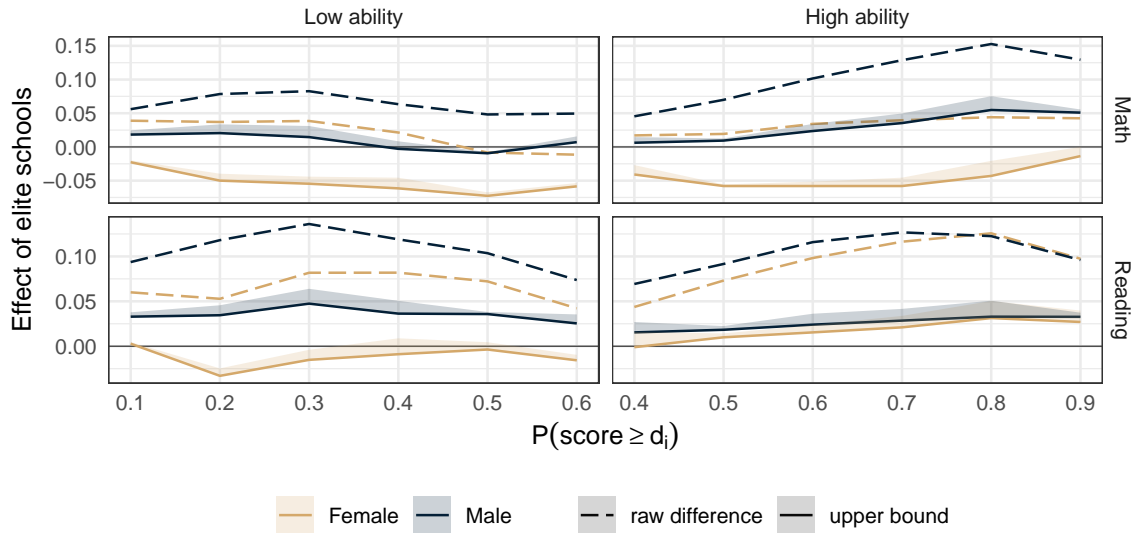 Low ability High ability
0.15
0.10
0.05
0.00
−0.05
Math
0.10
0.05
0.00
Reading
Effect of elite schools
0.1 0.2 0.3 0.4 0.5 0.6 0.4 0.5 0.6 0.7 0.8 0.9
P(score ≥ dᵢ)
Female Male raw difference upper bound